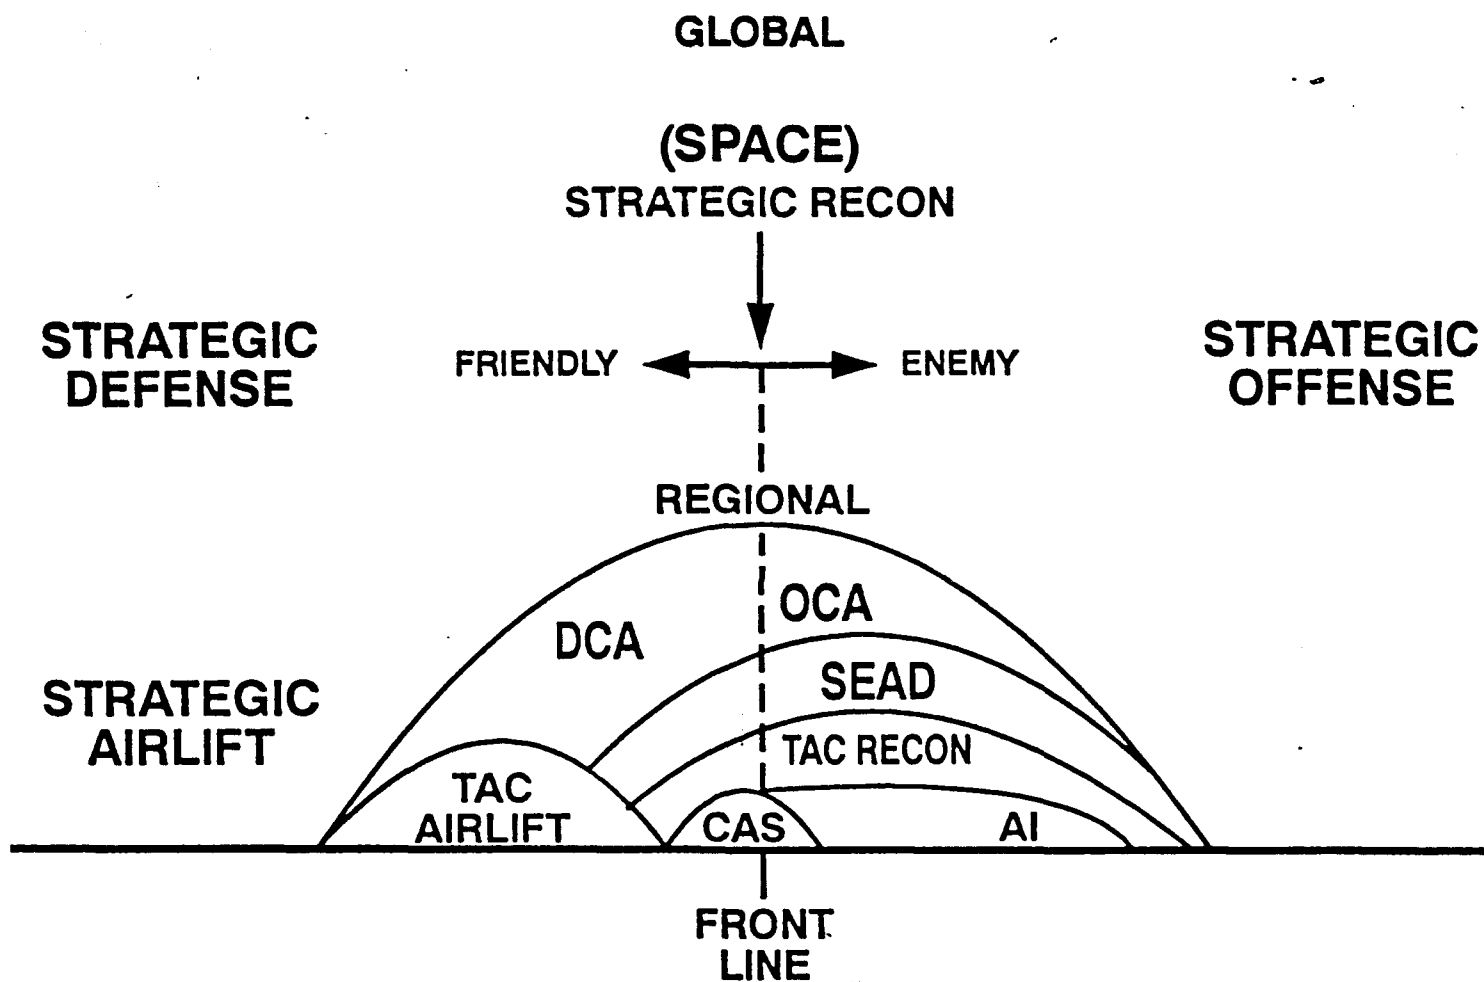 GLOBAL
(SPACE)
STRATEGIC RECON
STRATEGIC
DEFENSE
FRIENDLY
ENEMY
STRATEGIC
OFFENSE
REGIONAL
DCA
OCA
SEAD
STRATEGIC
AIRLIFT
TAC RECON
TAC
AIRLIFT
CAS
AI
FRONT
LINE